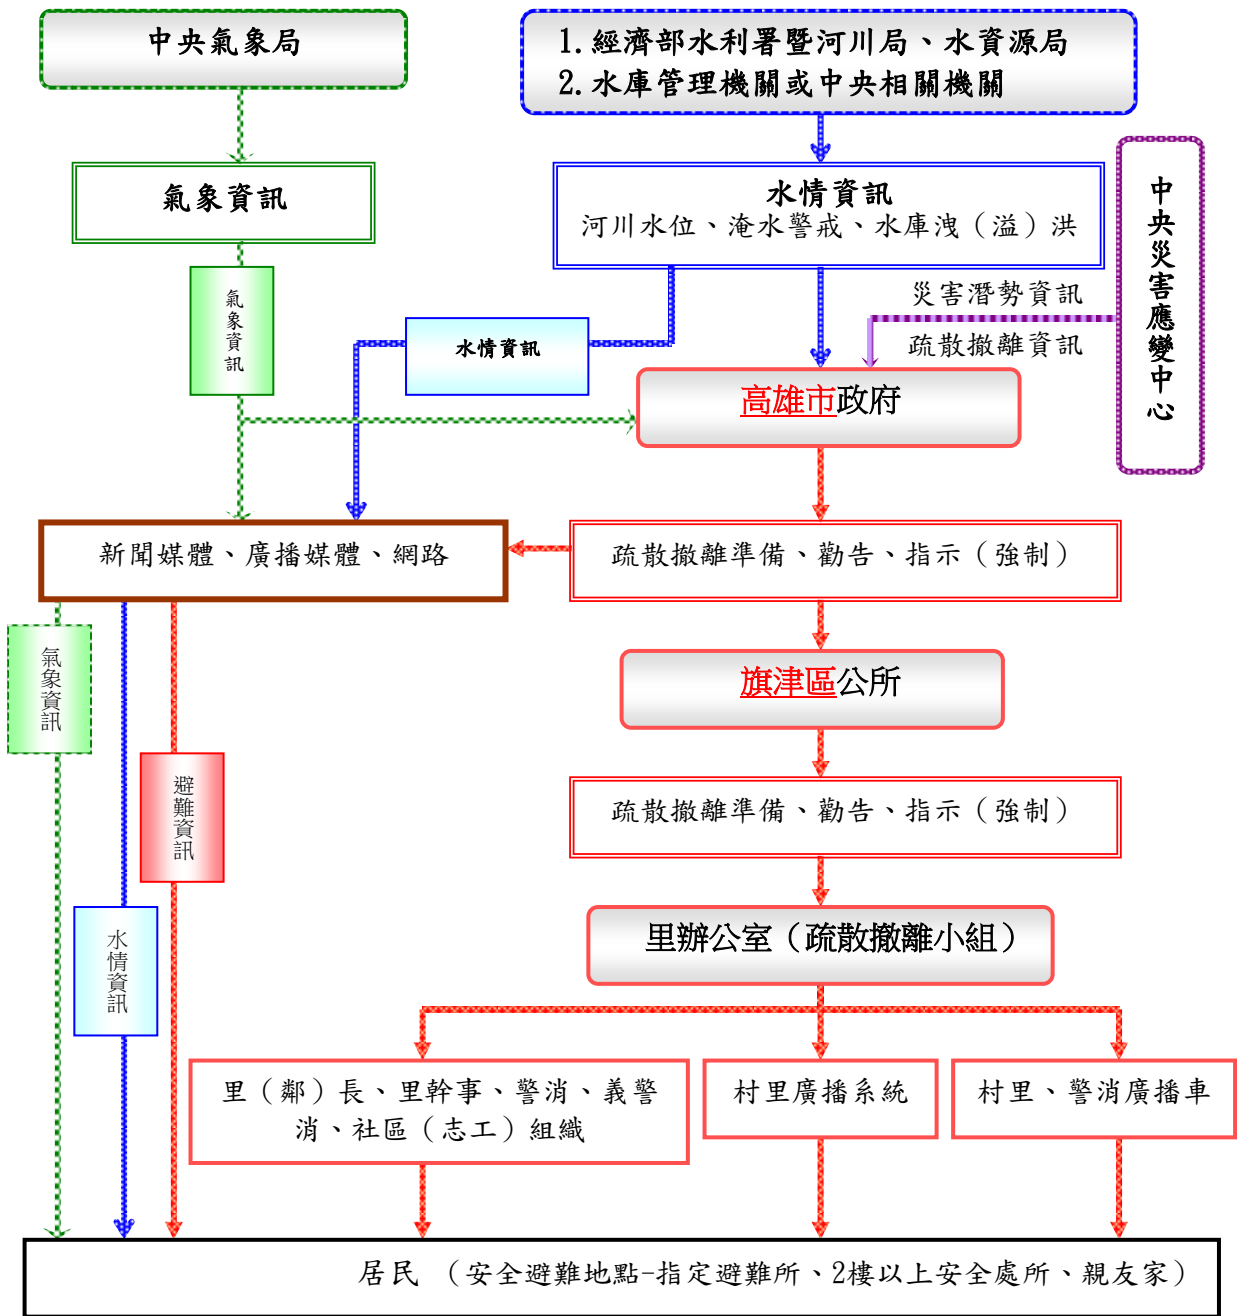 中央氣象局
1.經濟部水利署暨河川局、水資源局
2.水庫管理機關或中央相關機關
氣象資訊
水情資訊
河川水位、淹水警戒、水庫洩（溢）洪
中央災害應變中心
氣象資訊
水情資訊
災害潛勢資訊
疏散撤離資訊
高雄市政府
新聞媒體、廣播媒體、網路
疏散撤離準備、勸告、指示（強制）
氣象資訊
旗津區公所
避難資訊
疏散撤離準備、勸告、指示（強制）
水情資訊
里辦公室（疏散撤離小組）
里（鄰）長、里幹事、警消、義警
消、社區（志工）組織
村里廣播系統
村里、警消廣播車
居民 （安全避難地點-指定避難所、2樓以上安全處所、親友家）